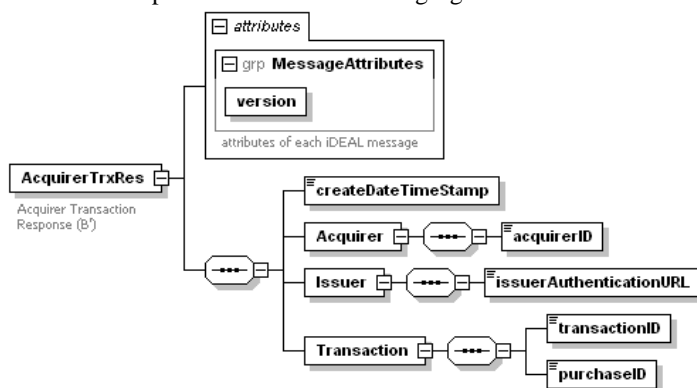 attributes
grp MessageAttributes
version
attributes of each iDEAL message
AcquirerTrxRes
Acquirer Transaction
Response (B')
createDateTimeStamp
Acquirer
acquirerID
Issuer
issuerAuthenticationURL
Transaction
transactionID
purchaseID